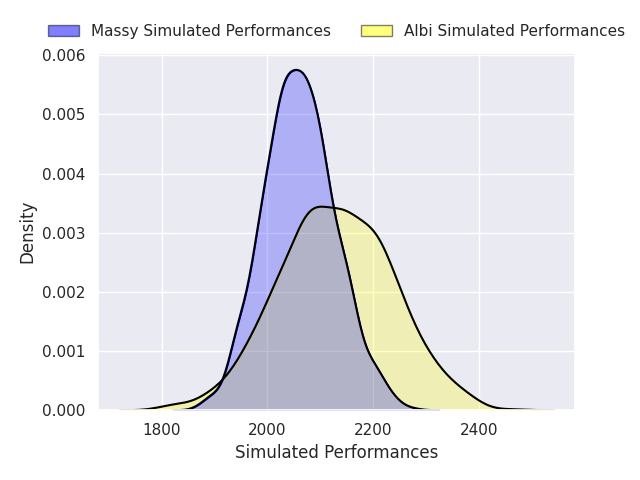 Massy Simulated Performances
Albi Simulated Performances
0.006
0.005
0.004
0.003
0.002
0.001
0.000
Density
1800
2000
2200
2400
Simulated Performances